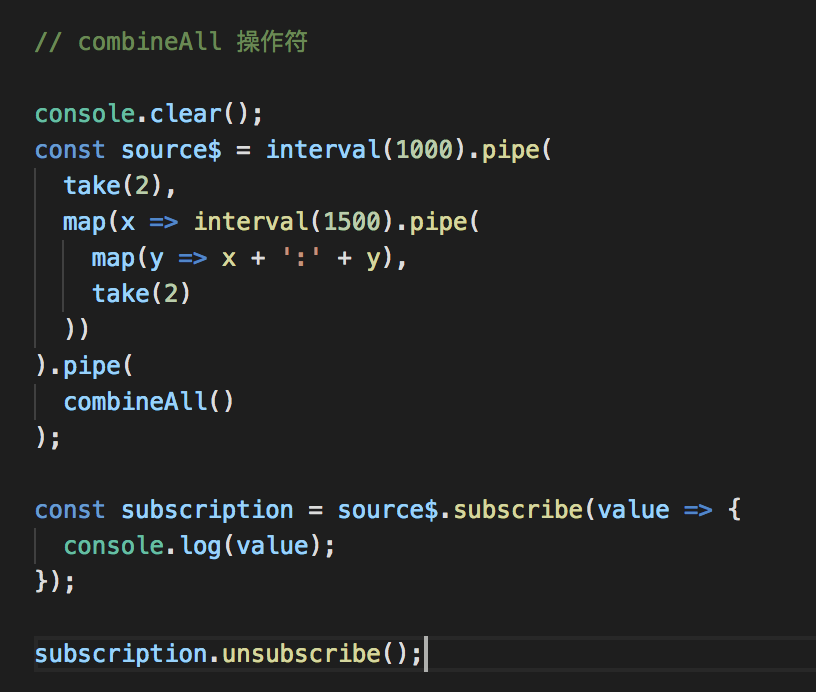 // combineAll 操作符
console.clear();
const source$ = interval(1000).pipe(
take(2),
map(x => interval(1500).pipe(
map(y => x + ':' + y),
take(2)
))
).pipe(
combineAll()
);
const subscription = source$.subscribe(value => {
console.log(value);
});
subscription.unsubscribe();